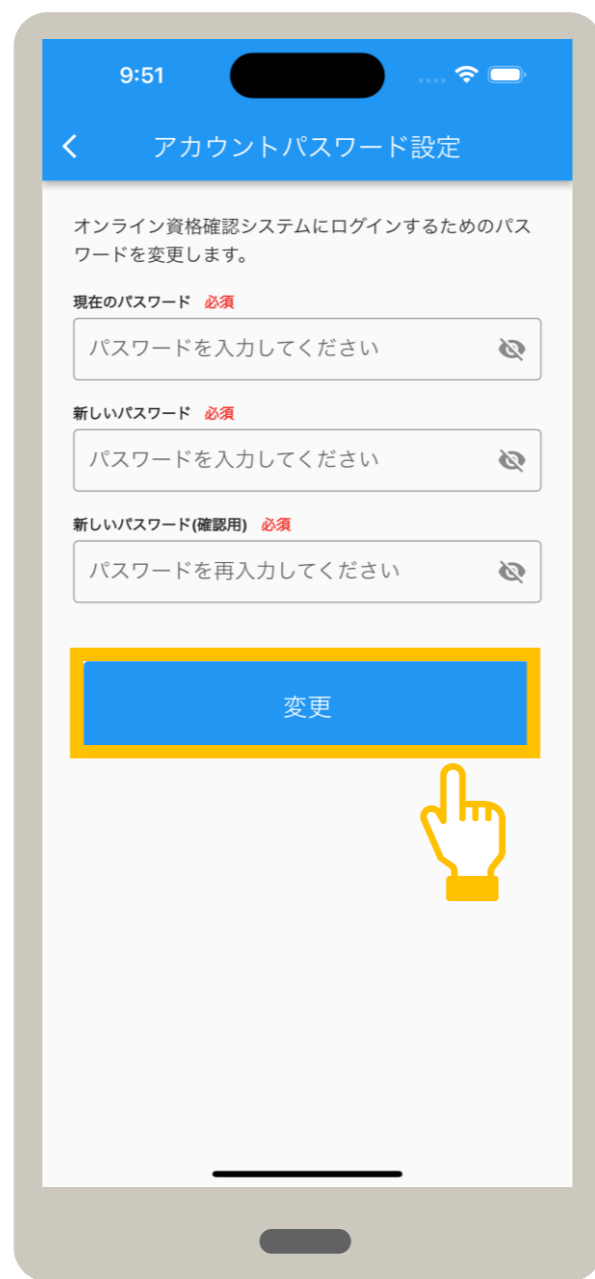 9:51
アカウントパスワード設定
オンライン資格確認システムにログインするためのパス
ワードを変更します。
現在のパスワード 必須
パスワードを入力してください
新しいパスワード 必須
パスワードを入力してください
新しいパスワード(確認用) 必須
パスワードを再入力してください
変更